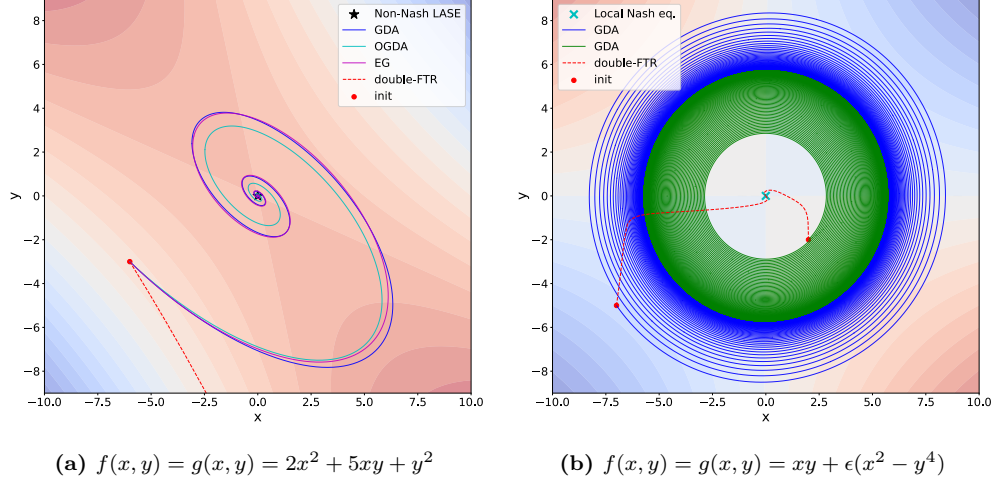 Non-Nash LASE
GDA
OGDA
EG
double-FTR
init
8
6
4
2
0
−2
−4
−6
−8
y
−10.0 −7.5 −5.0 −2.5 0.0 2.5 5.0 7.5 10.0
x
(a) f(x, y) = g(x, y) = 2x² + 5xy + y²
Local Nash eq.
GDA
GDA
double-FTR
init
8
6
4
2
0
−2
−4
−6
−8
y
−10.0 −7.5 −5.0 −2.5 0.0 2.5 5.0 7.5 10.0
x
(b) f(x, y) = g(x, y) = xy + ϵ(x² − y⁴)